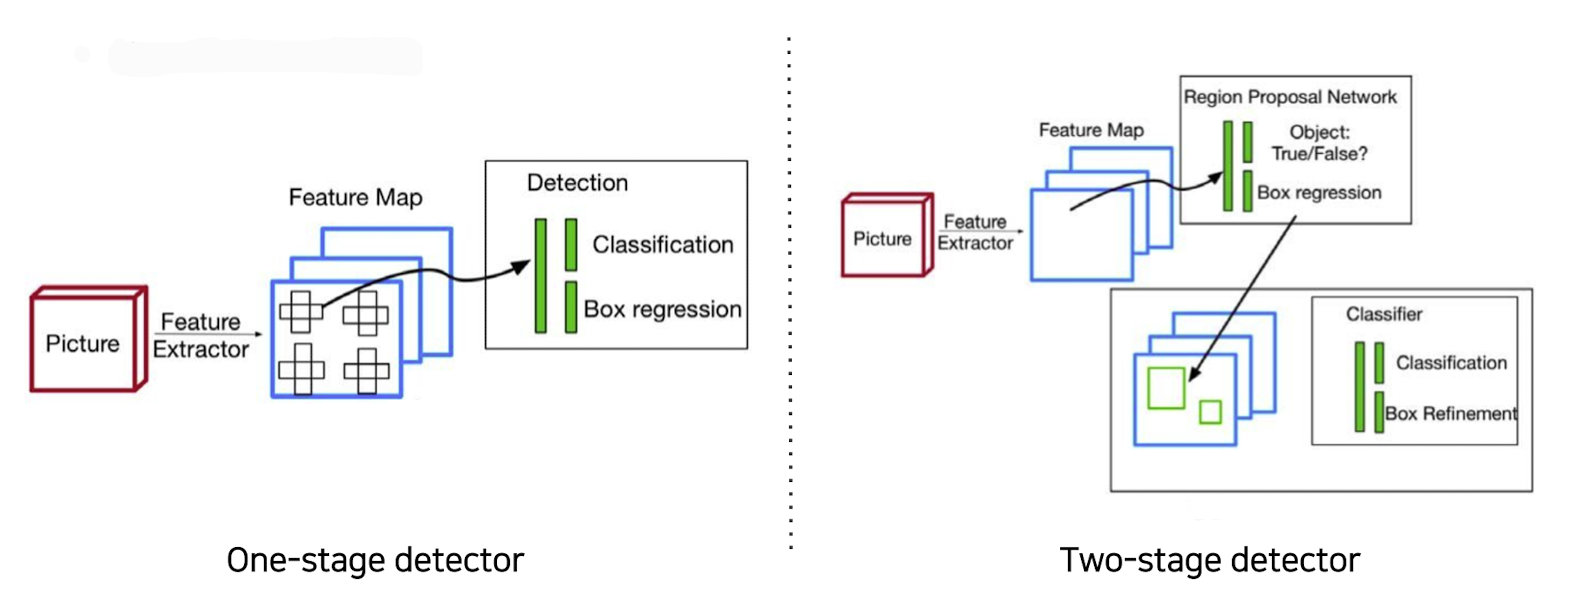 Picture
Feature
Extractor
Feature Map
Detection
Classification
Box regression
One-stage detector
Picture
Feature
Extractor
Feature Map
Region Proposal Network
Object:
True/False?
Box regression
Classifier
Classification
Box Refinement
Two-stage detector